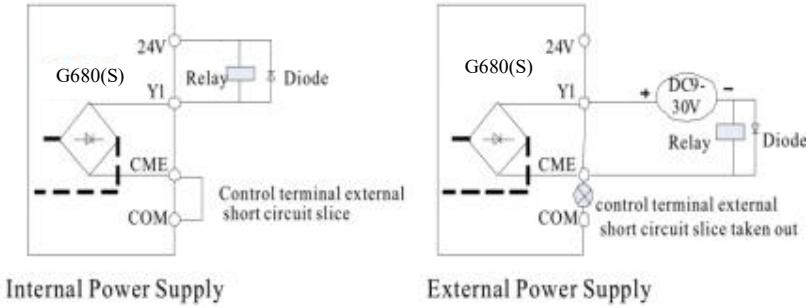 24V
G680(S)
Relay
Diode
Y1
CME
Control terminal external
short circuit slice
COM
Internal Power Supply
24V
G680(S)
Y1
+
DC9-
30V
-
Relay
Diode
CME
control terminal external
COM
short circuit slice taken out
External Power Supply